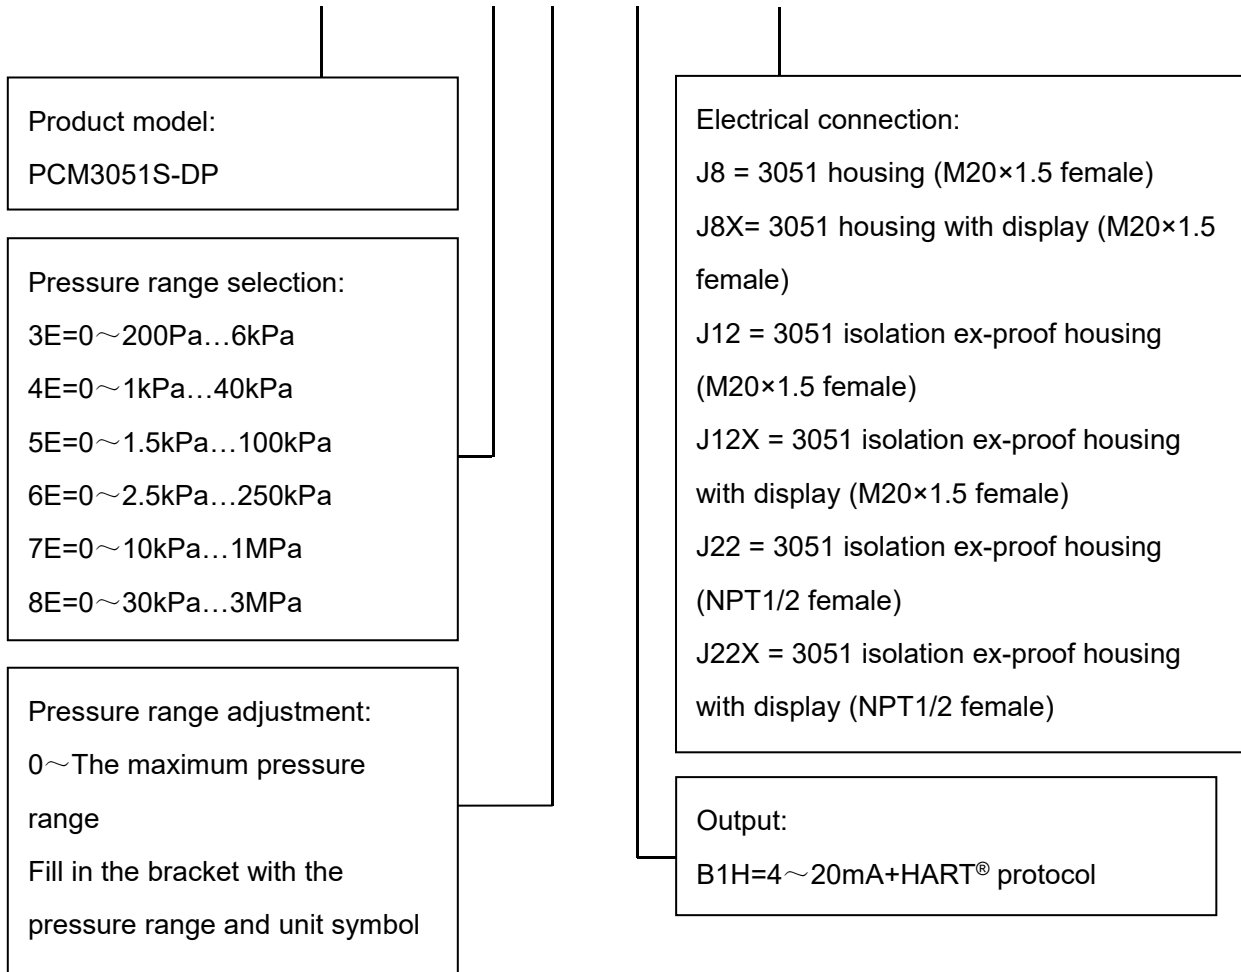 Product model:
PCM3051S-DP
Pressure range selection:
3E=0～200Pa…6kPa
4E=0～1kPa…40kPa
5E=0～1.5kPa…100kPa
6E=0～2.5kPa…250kPa
7E=0～10kPa…1MPa
8E=0～30kPa…3MPa
Pressure range adjustment:
0～The maximum pressure
range
Fill in the bracket with the
pressure range and unit symbol
Electrical connection:
J8 = 3051 housing (M20×1.5 female)
J8X= 3051 housing with display (M20×1.5
female)
J12 = 3051 isolation ex-proof housing
(M20×1.5 female)
J12X = 3051 isolation ex-proof housing
with display (M20×1.5 female)
J22 = 3051 isolation ex-proof housing
(NPT1/2 female)
J22X = 3051 isolation ex-proof housing
with display (NPT1/2 female)
Output:
B1H=4～20mA+HART® protocol